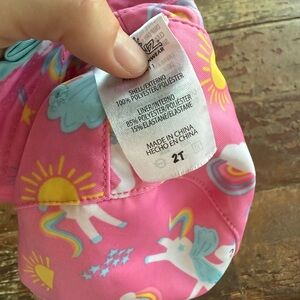 SHELL/EXTERNO
100% POLYESTER/POLIÉSTER
LINER/INTERNO
85% POLYESTER/POLIÉSTER
15% ELASTANE/ELASTANO
MADE IN CHINA
HECHO EN CHINA
2T